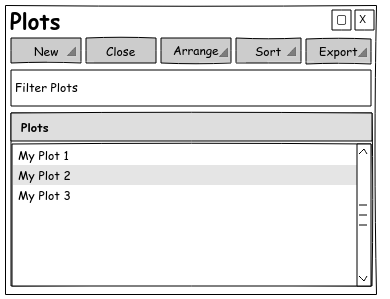 Plots
X
New Close Arrange Sort Export
Filter Plots
Plots
My Plot 1
My Plot 2
My Plot 3